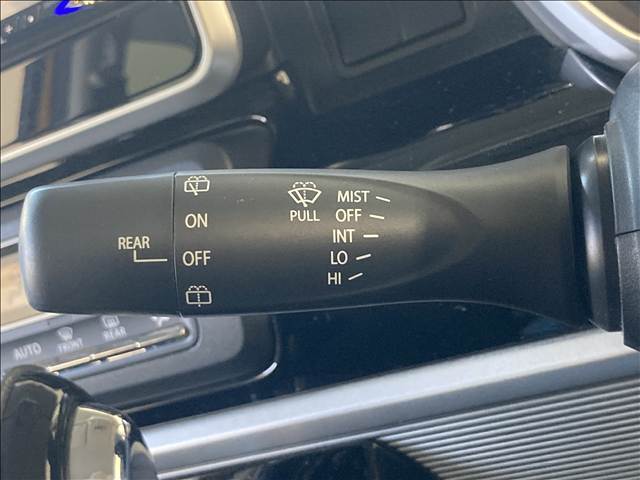 REAR
ON
OFF
PULL
MIST
OFF
INT
LO
HI
AUTO
FRONT
REAR